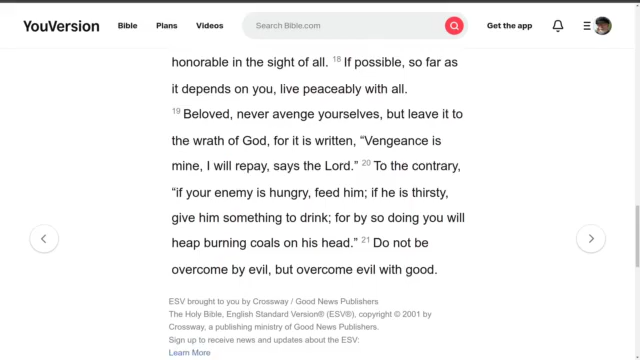 YouVersion Bible Plans Videos Search Bible.com Get the app
honorable in the sight of all. 18 If possible, so far as
it depends on you, live peaceably with all.
19 Beloved, never avenge yourselves, but leave it to
the wrath of God, for it is written, “Vengeance is
mine, I will repay, says the Lord.” 20 To the contrary,
“if your enemy is hungry, feed him; if he is thirsty,
give him something to drink; for by so doing you will
heap burning coals on his head.” 21 Do not be
overcome by evil, but overcome evil with good.
ESV brought to you by Crossway / Good News Publishers
The Holy Bible, English Standard Version® (ESV®), copyright © 2001 by
Crossway, a publishing ministry of Good News Publishers.
Sign up to receive news and updates about the ESV:
Learn More